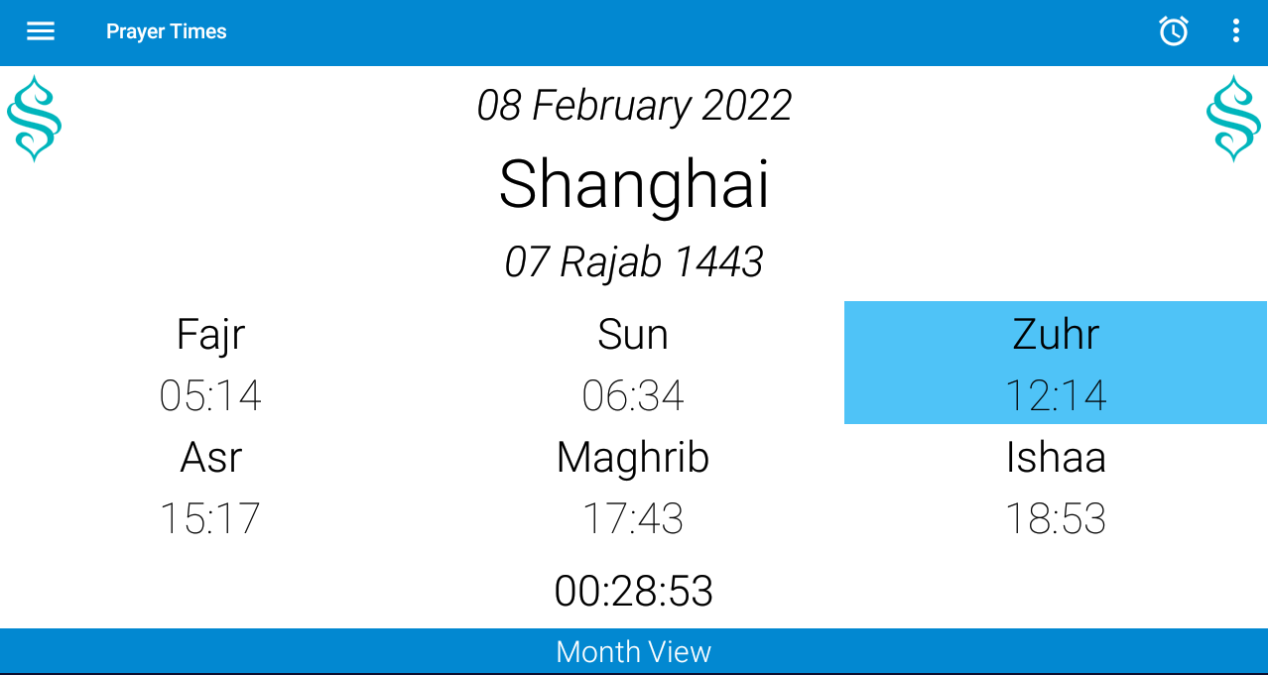 Prayer Times
08 February 2022
Shanghai
07 Rajab 1443
Fajr
05:14
Sun
06:34
Zuhr
12:14
Asr
15:17
Maghrib
17:43
Ishaa
18:53
00:28:53
Month View